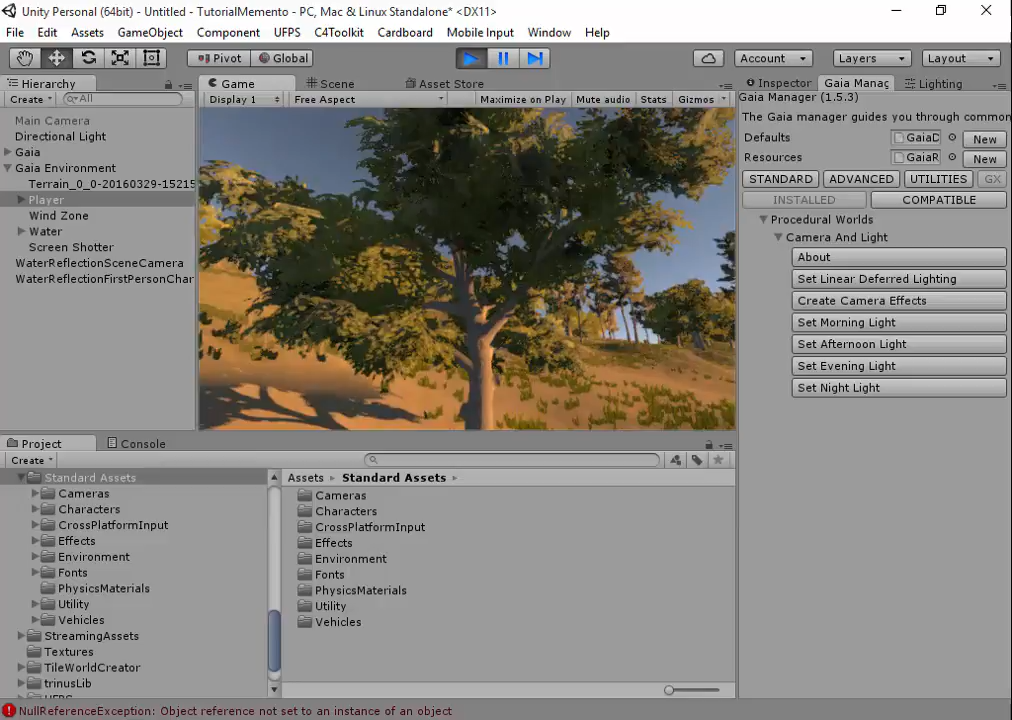 Unity Personal (64bit) - Untitled - TutorialMemento - PC, Mac & Linux Standalone* <DX11>
File Edit Assets GameObject Component UFPS C4Toolkit Cardboard Mobile Input Window Help
Pivot Global Account Layers Layout
Hierarchy
Create All
Main Camera
Directional Light
Gaia
Gaia Environment
Terrain_0_0-20160329-15215
Player
Wind Zone
Water
Screen Shotter
WaterReflectionSceneCamera
WaterReflectionFirstPersonChar
Game Scene Asset Store
Display 1 Free Aspect Maximize on Play Mute audio Stats Gizmos
Inspector Gaia Manag Lighting
Gaia Manager (1.5.3)
The Gaia manager guides you through common
Defaults GaiaD New
Resources GaiaR New
STANDARD ADVANCED UTILITIES GX
INSTALLED COMPATIBLE
Procedural Worlds
Camera And Light
About
Set Linear Deferred Lighting
Create Camera Effects
Set Morning Light
Set Afternoon Light
Set Evening Light
Set Night Light
Project Console
Create
Standard Assets
Cameras
Characters
CrossPlatformInput
Effects
Environment
Fonts
PhysicsMaterials
Utility
Vehicles
StreamingAssets
Textures
TileWorldCreator
trinusLib
UFPS
Assets Standard Assets
Cameras
Characters
CrossPlatformInput
Effects
Environment
Fonts
PhysicsMaterials
Utility
Vehicles
NullReferenceException: Object reference not set to an instance of an object